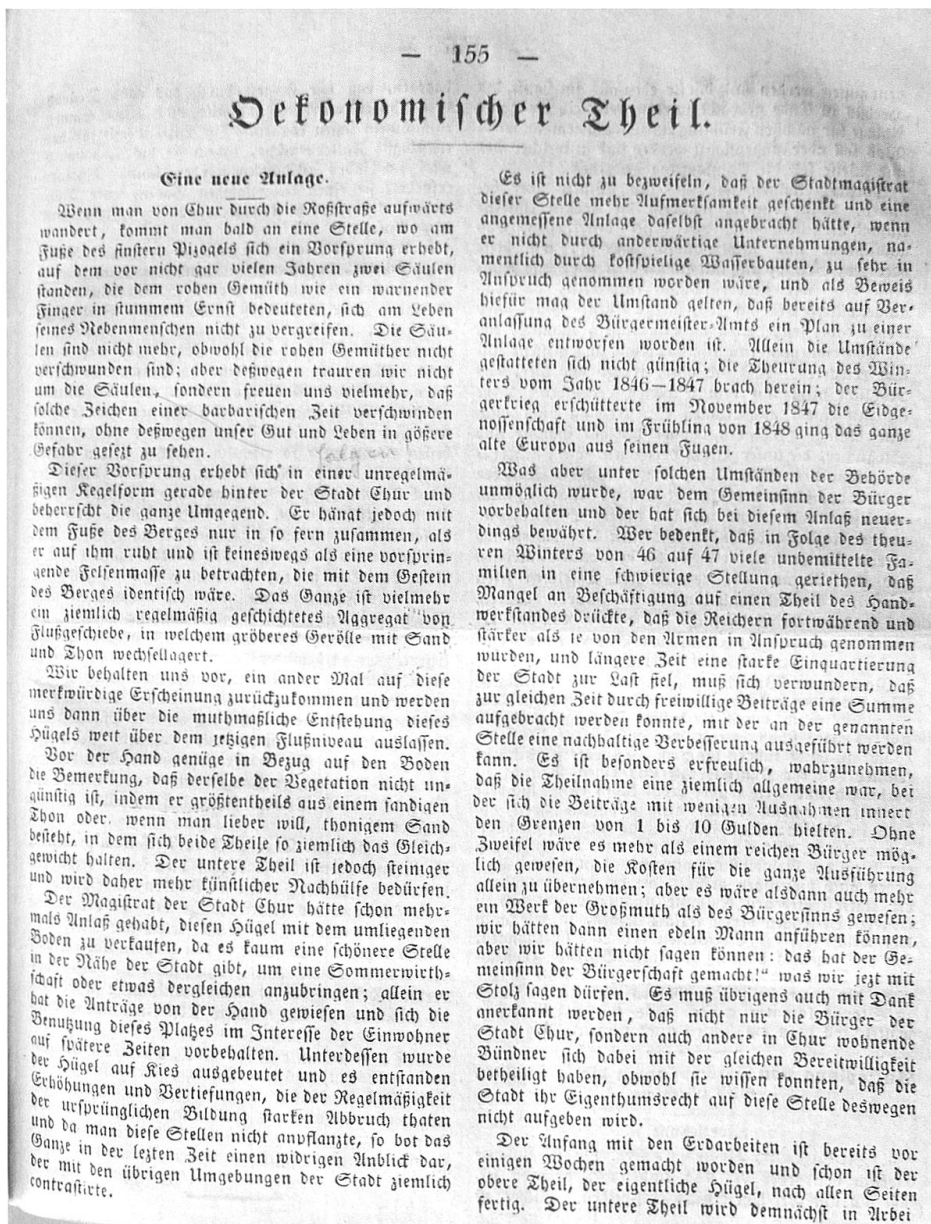 — 155 —
Oekonomischer Theil.
Eine neue Anlage.
Wenn man von Chur durch die Roßstraße aufwärts
wandert, kommt man bald an eine Stelle, wo am
Fuße des finstern Pizogels sich ein Vorsprung erhebt,
auf dem vor nicht gar vielen Jahren zwei Säulen
standen, die dem rohen Gemüth wie ein warnender
Finger in stummem Ernst bedeuteten, sich am Leben
seines Nebenmenschen nicht zu vergreifen. Die Säu-
len sind nicht mehr, obwohl die rohen Gemüther nicht
verschwunden sind; aber deßwegen trauren wir nicht
um die Säulen, sondern freuen uns vielmehr, daß
solche Zeichen einer barbarischen Zeit verschwinden
können, ohne deßwegen unser Gut und Leben in gößere
Gefahr gesezt zu sehen.
Dieser Vorsprung erhebt sich in einer unregelmä-
ßigen Kegelform gerade hinter der Stadt Chur und
beherrscht die ganze Umgegend. Er hängt jedoch mit
dem Fuße des Berges nur in so fern zusammen, als
er auf ihm ruht und ist keineswegs als eine vorsprin-
gende Felsenmasse zu betrachten, die mit dem Gestein
des Berges identisch wäre. Das Ganze ist vielmehr
ein ziemlich regelmäßig geschichtetes Aggregat von
Flußgeschiebe, in welchem gröberes Gerölle mit Sand
und Thon wechsellagert.
Wir behalten uns vor, ein ander Mal auf diese
merkwürdige Erscheinung zurückzukommen und werden
uns dann über die muthmaßliche Entstehung dieses
Hügels weit über dem jetzigen Flußniveau auslassen.
Vor der Hand genüge in Bezug auf den Boden
die Bemerkung, daß derselbe der Vegetation nicht un-
günstig ist, indem er größtentheils aus einem sandigen
Thon oder, wenn man lieber will, thonigem Sand
besteht, in dem sich beide Theile so ziemlich das Gleich-
gewicht halten. Der untere Theil ist jedoch steiniger
und wird daher mehr künstlicher Nachhülfe bedürfen.
Der Magistrat der Stadt Chur hätte schon mehr-
mals Anlaß gehabt, diesen Hügel mit dem umliegenden
Boden zu verkaufen, da es kaum eine schönere Stelle
in der Nähe der Stadt gibt, um eine Sommerwirth-
schaft oder etwas dergleichen anzubringen; allein er
hat die Anträge von der Hand gewiesen und sich die
Benutzung dieses Platzes im Interesse der Einwohner
auf spätere Zeiten vorbehalten. Unterdessen wurde
der Hügel auf Kies ausgebeutet und es entstanden
Erhöhungen und Vertiefungen, die der Regelmäßigkeit
der ursprünglichen Bildung starken Abbruch thaten
und da man diese Stellen nicht anpflanzte, so bot das
Ganze in der lezten Zeit einen widrigen Anblick dar,
der mit den übrigen Umgebungen der Stadt ziemlich
contrastirte.
Es ist nicht zu bezweifeln, daß der Stadtmagistrat
dieser Stelle mehr Aufmerksamkeit geschenkt und eine
angemessene Anlage daselbst angebracht hätte, wenn
er nicht durch anderwärtige Unternehmungen, na-
mentlich durch kostspielige Wasserbauten, zu sehr in
Anspruch genommen worden wäre, und als Beweis
hiefür mag der Umstand gelten, daß bereits auf Ver-
anlassung des Bürgermeister-Amts ein Plan zu einer
Anlage entworfen worden ist. Allein die Umstände
gestatteten sich nicht günstig; die Theurung des Win-
ters vom Jahr 1846—1847 brach herein; der Bür-
gerkrieg erschütterte im November 1847 die Eidge-
nossenschaft und im Frühling von 1848 ging das ganze
alte Europa aus seinen Fugen.
Was aber unter solchen Umständen der Behörde
unmöglich wurde, war dem Gemeinsinn der Bürger
vorbehalten und der hat sich bei diesem Anlaß neuer-
dings bewährt. Wer bedenkt, daß in Folge des theu-
ren Winters von 46 auf 47 viele unbemittelte Fa-
milien in eine schwierige Stellung geriethen, daß
Mangel an Beschäftigung auf einen Theil des Hand-
werkstandes drückte, daß die Reichern fortwährend und
stärker als je von den Armen in Anspruch genommen
wurden, und längere Zeit eine starke Einquartierung
der Stadt zur Last fiel, muß sich verwundern, daß
zur gleichen Zeit durch freiwillige Beiträge eine Summe
aufgebracht werden konnte, mit der an der genannten
Stelle eine nachhaltige Verbesserung ausgeführt werden
kann. Es ist besonders erfreulich, wahrzunehmen,
daß die Theilnahme eine ziemlich allgemeine war, bei
der sich die Beiträge mit wenigen Ausnahmen innert
den Grenzen von 1 bis 10 Gulden hielten. Ohne
Zweifel wäre es mehr als einem reichen Bürger mög-
lich gewesen, die Kosten für die ganze Ausführung
allein zu übernehmen; aber es wäre alsdann auch mehr
ein Werk der Großmuth als des Bürgersinns gewesen;
wir hätten dann einen edeln Mann anführen können,
aber wir hätten nicht sagen können: das hat der Ge-
meinsinn der Bürgerschaft gemacht!“ was wir jezt mit
Stolz sagen dürfen. Es muß übrigens auch mit Dank
anerkannt werden, daß nicht nur die Bürger der
Stadt Chur, sondern auch andere in Chur wohnende
Bündner sich dabei mit der gleichen Bereitwilligkeit
betheiligt haben, obwohl sie wissen konnten, daß die
Stadt ihr Eigenthumsrecht auf diese Stelle deswegen
nicht aufgeben wird.
Der Anfang mit den Erdarbeiten ist bereits vor
einigen Wochen gemacht worden und schon ist der
obere Theil, der eigentliche Hügel, nach allen Seiten
fertig. Der untere Theil wird demnächst in Arbei